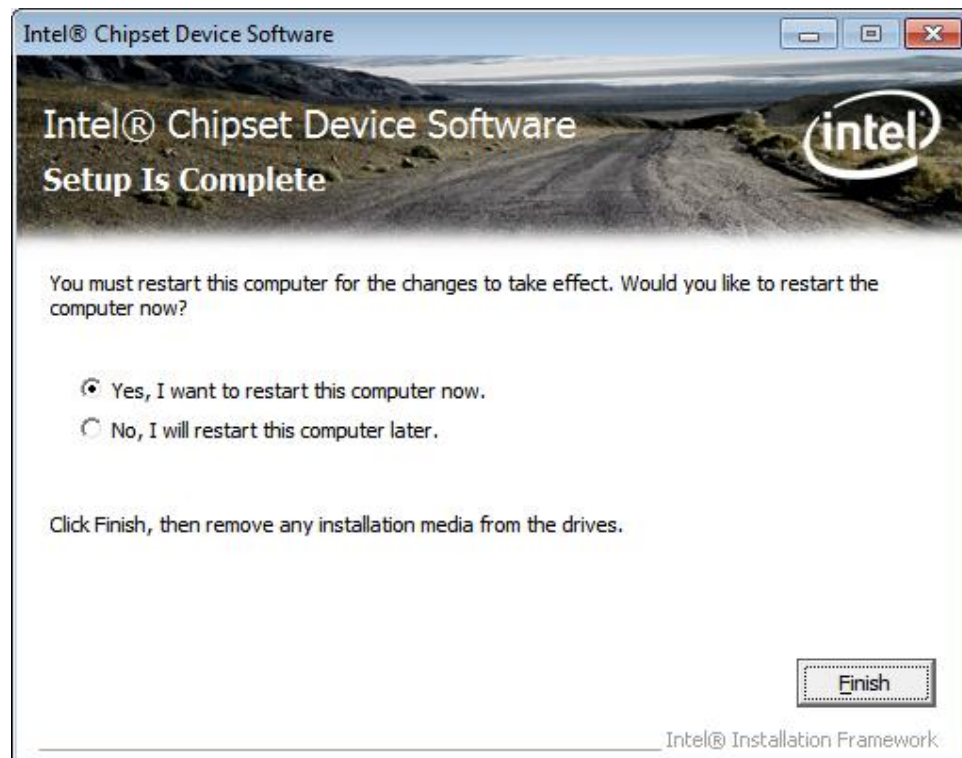 Intel® Chipset Device Software
Intel® Chipset Device Software
intel
Setup Is Complete
You must restart this computer for the changes to take effect. Would you like to restart the
computer now?
Yes, I want to restart this computer now.
No, I will restart this computer later.
Click Finish, then remove any installation media from the drives.
Finish
Intel® Installation Framework